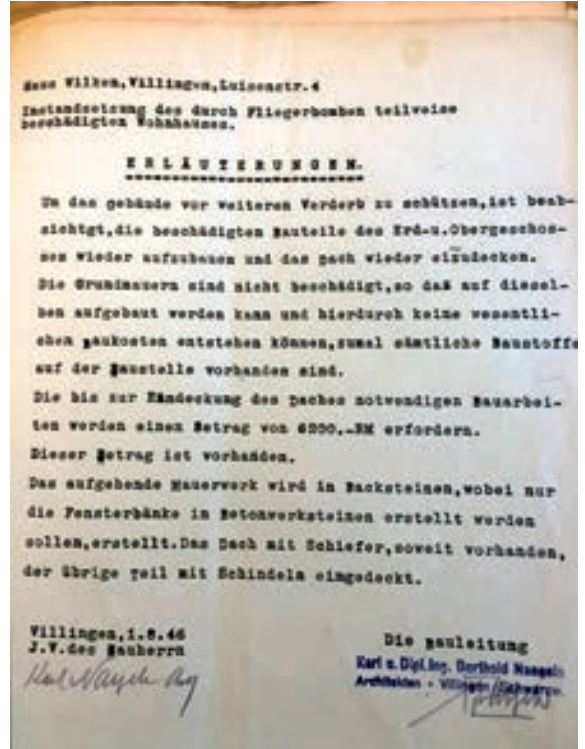 Haus Wilken,Villingen,Luisenstr.4
Instandsetzung des durch Fliegerbomben teilweise
beschädigten Wohnhauses.
ERLÄUTERUNGEN.
Um das gebäude vor weiteren Verderb zu schützen,ist beab-
sichtgt,die beschädigten Bauteile des Erd-u.Obergeschos-
ses wieder aufzubauen und das Dach wieder einzudecken.
Die Grundmauern sind nicht beschädigt,so daß auf diesel-
ben aufgebaut werden kann und hierdurch keine wesentli-
chen Baukosten entstehen können,zumal sämtliche Baustoffe
auf der Baustelle vorhanden sind.
Die bis zur Eindeckung des Daches notwendigen Bauarbei-
ten werden einen Betrag von 6200.-RM erfordern.
Dieser Betrag ist vorhanden.
Das aufgehende Mauerwerk wird in Backsteinen,wobei nur
die Fensterbänke in Betonwerksteinen erstellt werden
sollen,erstellt.Das Dach mit Schiefer,soweit vorhanden,
der übrige Teil mit Schindeln eingedeckt.
Villingen,1.8.46
J.V.des Bauherrn
Die Bauleitung
Karl u. Dipl.Ing. Berthold Naegele
Architekten - Villingen/Schwarzw.